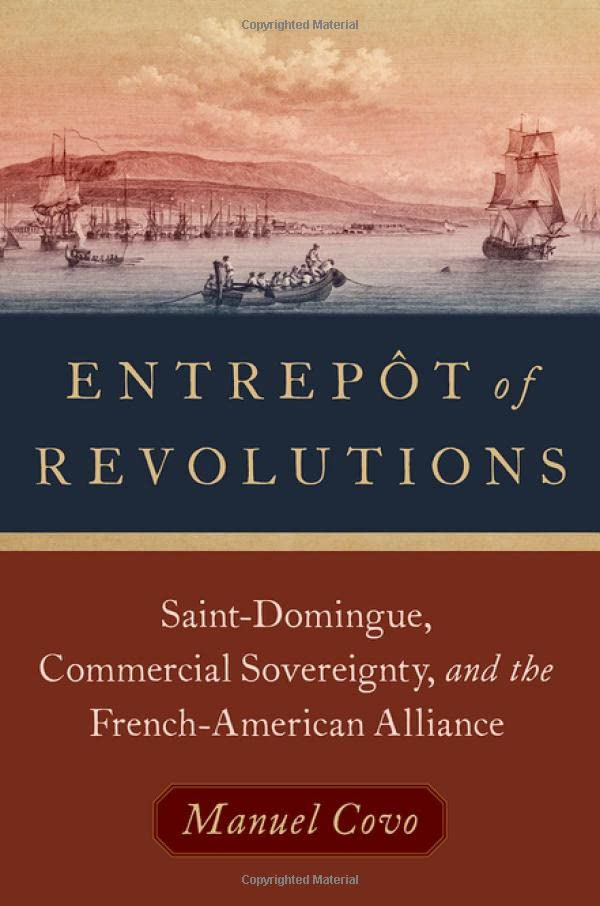 Copyrighted Material
ENTREPÔT of
REVOLUTIONS
Saint-Domingue,
Commercial Sovereignty, and the
French-American Alliance
Manuel Covo
Copyrighted Material